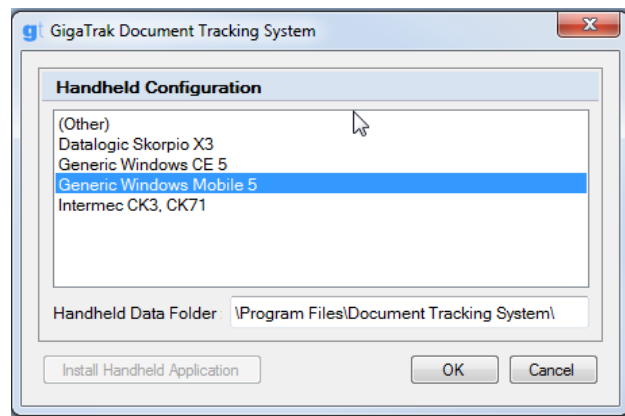 gt GigaTrak Document Tracking System
Handheld Configuration
(Other)
Datalogic Skorpio X3
Generic Windows CE 5
Generic Windows Mobile 5
Intermec CK3, CK71
Handheld Data Folder : \Program Files\Document Tracking System\
Install Handheld Application OK Cancel